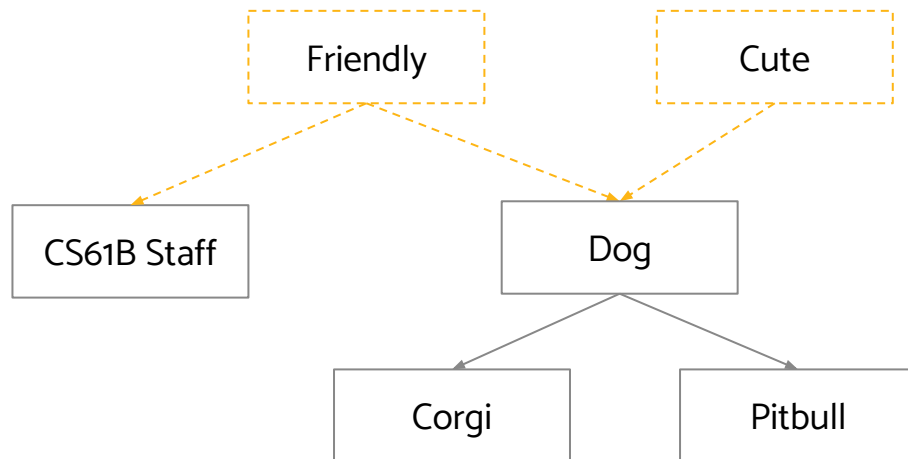 Friendly
Cute
CS61B Staff
Dog
Corgi
Pitbull